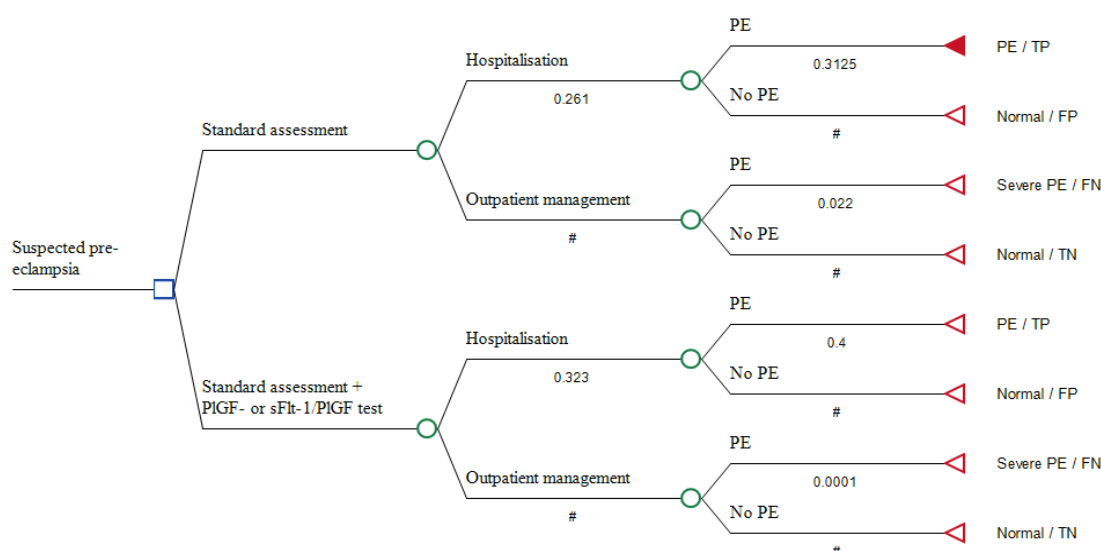 PE
PE / TP
Hospitalisation
0.3125
0.261
No PE
Normal / FP
#
Standard assessment
PE
Severe PE / FN
Outpatient management
0.022
#
No PE
Normal / TN
#
Suspected pre-
eclampsia
PE
PE / TP
Hospitalisation
0.4
0.323
No PE
Normal / FP
#
Standard assessment +
PlGF- or sFlt-1/PlGF test
PE
Severe PE / FN
Outpatient management
0.0001
#
No PE
Normal / TN
#